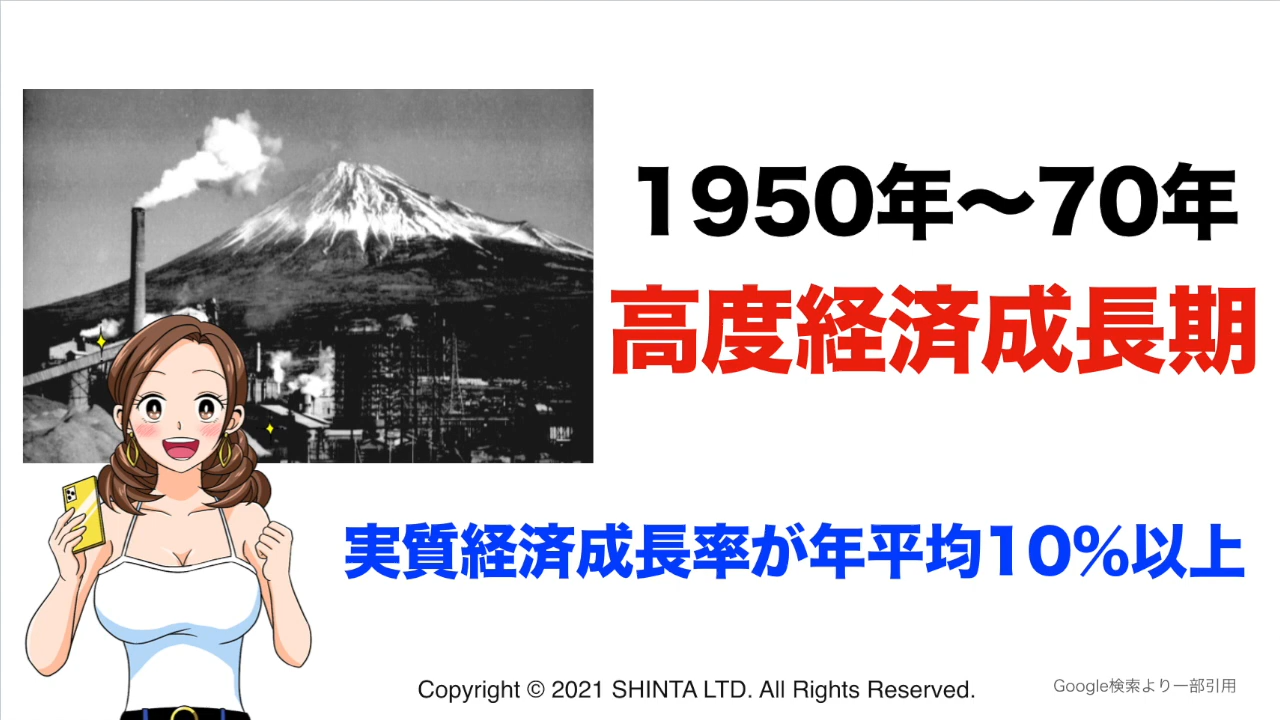 1950年〜70年
高度経済成長期
実質経済成長率が年平均10%以上
Copyright © 2021 SHINTA LTD. All Rights Reserved.
Google検索より一部引用